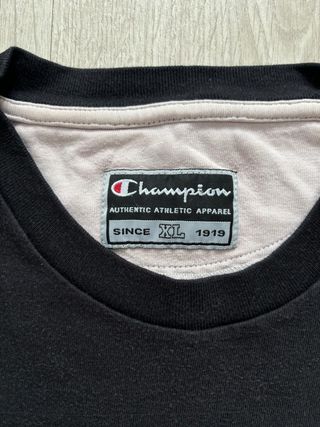 Champion
AUTHENTIC ATHLETIC APPAREL
SINCE XL 1919